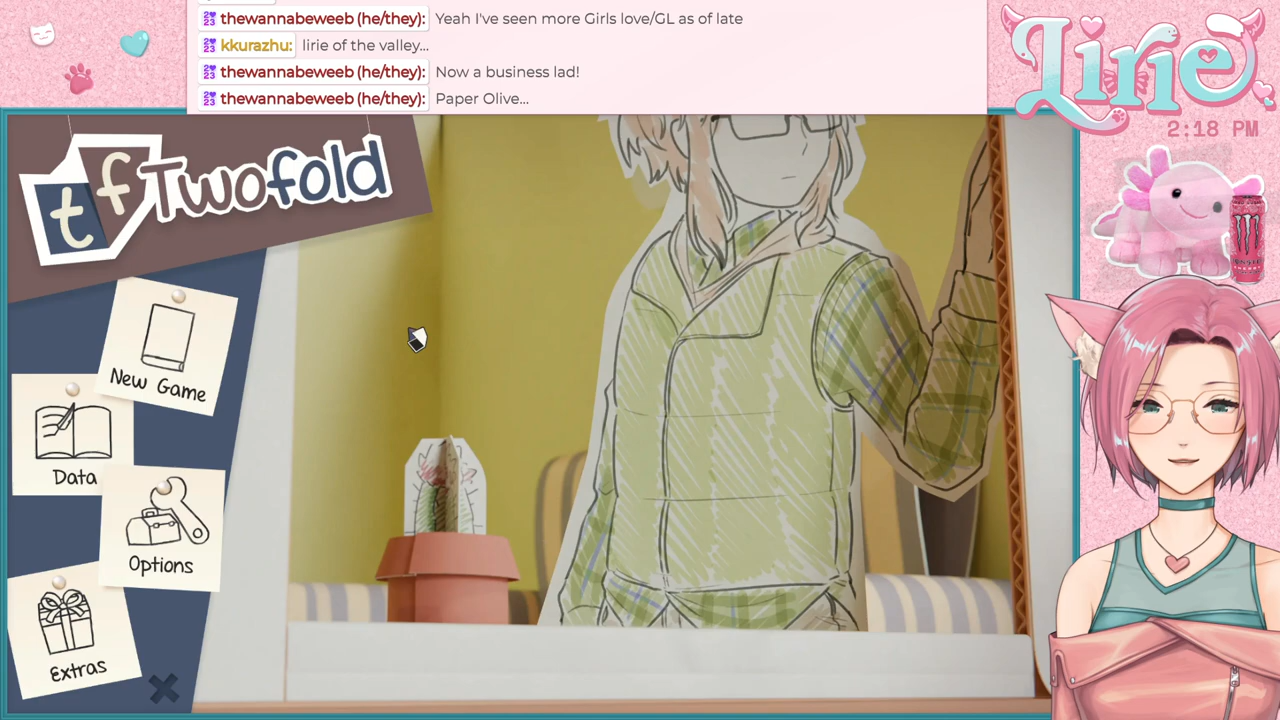 thewannabeweeb (he/they): Yeah I've seen more Girls love/GL as of late
kkurazhu: lirie of the valley...
thewannabeweeb (he/they): Now a business lad!
thewannabeweeb (he/they): Paper Olive...
Lirie
2:18 PM
tf Twofold
New Game
Data
Options
Extras